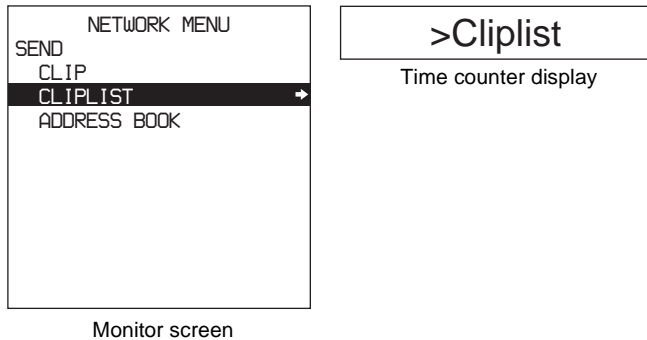 NETWORK MENU
SEND
CLIP
CLIPLIST
ADDRESS BOOK
Monitor screen
>Cliplist
Time counter display